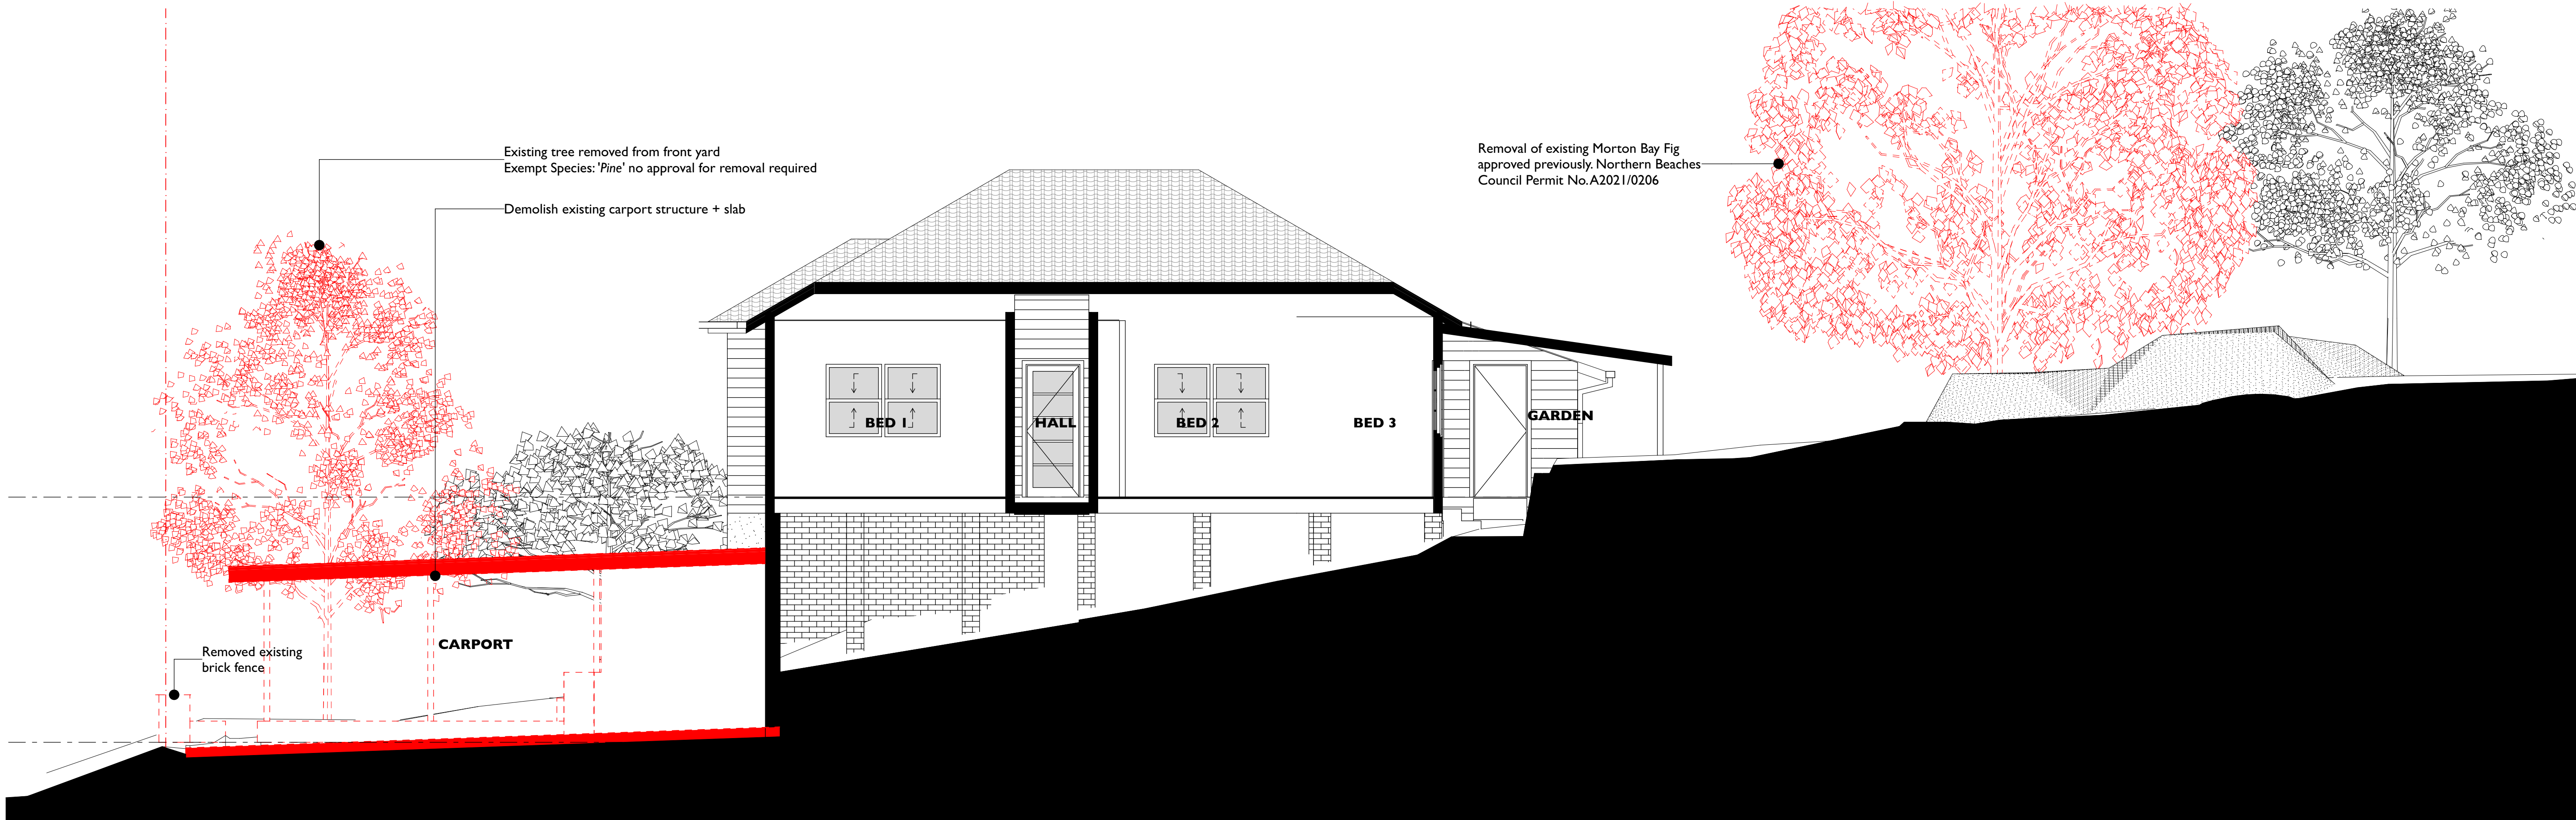 Existing tree removed from front yard
Exempt Species: 'Pine' no approval for removal required
Demolish existing carport structure + slab
Removal of existing Morton Bay Fig
approved previously. Northern Beaches
Council Permit No. A2021/0206
BED 1
HALL
BED 2
BED 3
GARDEN
CARPORT
Removed existing
brick fence